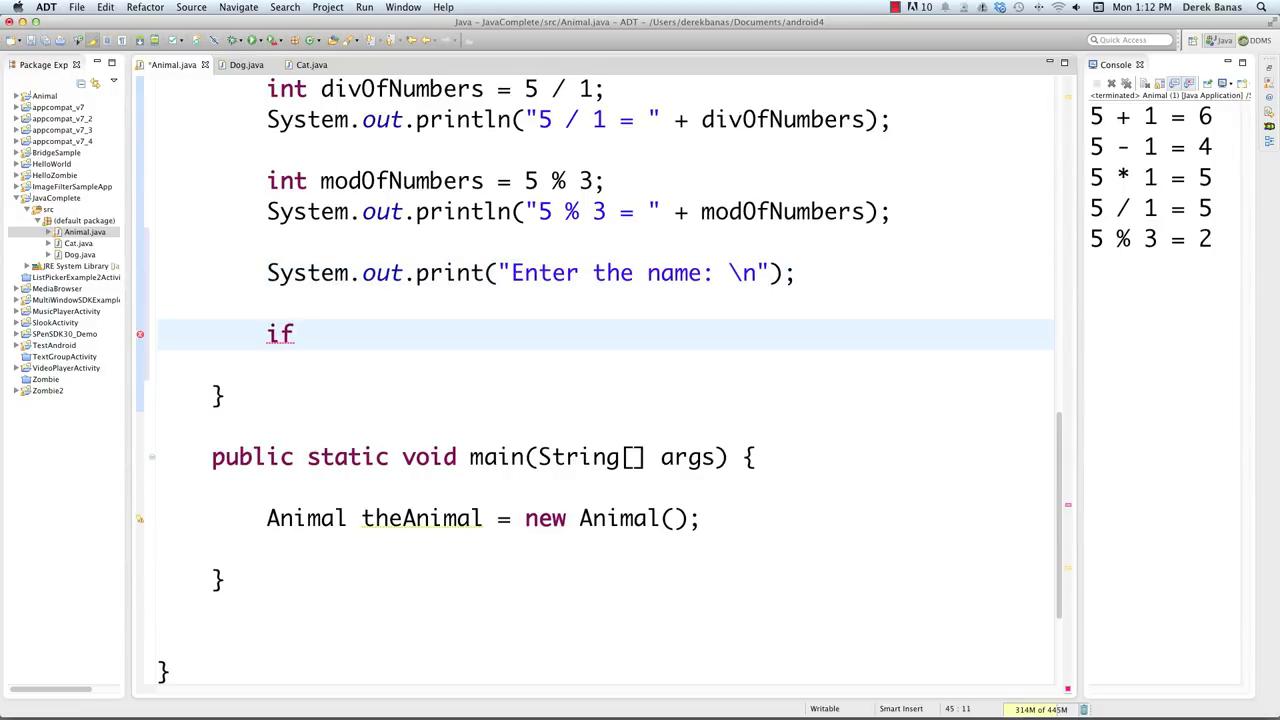 ADT File Edit Refactor Source Navigate Search Project Run Window Help 10 Mon 1:12 PM Derek Banas
Java - JavaComplete/src/Animal.java - ADT - /Users/derekbanas/Documents/android4
Quick Access Java DDMS
Package Exp
*Animal.java Dog.java Cat.java
Console
<terminated> Animal (1) [Java Application] /S
Animal
appcompat_v7
appcompat_v7_2
appcompat_v7_3
appcompat_v7_4
BridgeSample
HelloWorld
HelloZombie
ImageFilterSampleApp
JavaComplete
src
(default package)
Animal.java
Cat.java
Dog.java
JRE System Library [Ja
ListPickerExample2Activi
MediaBrowser
MultiWindowSDKExample
MusicPlayerActivity
SlookActivity
SPenSDK30_Demo
TestAndroid
TextGroupActivity
VideoPlayerActivity
Zombie
Zombie2
int divOfNumbers = 5 / 1;
System.out.println("5 / 1 = " + divOfNumbers);
int modOfNumbers = 5 % 3;
System.out.println("5 % 3 = " + modOfNumbers);
System.out.print("Enter the name: \n");
if
}
public static void main(String[] args) {
Animal theAnimal = new Animal();
}
}
5 + 1 = 6
5 - 1 = 4
5 * 1 = 5
5 / 1 = 5
5 % 3 = 2
Writable Smart Insert 45 : 11 314M of 445M